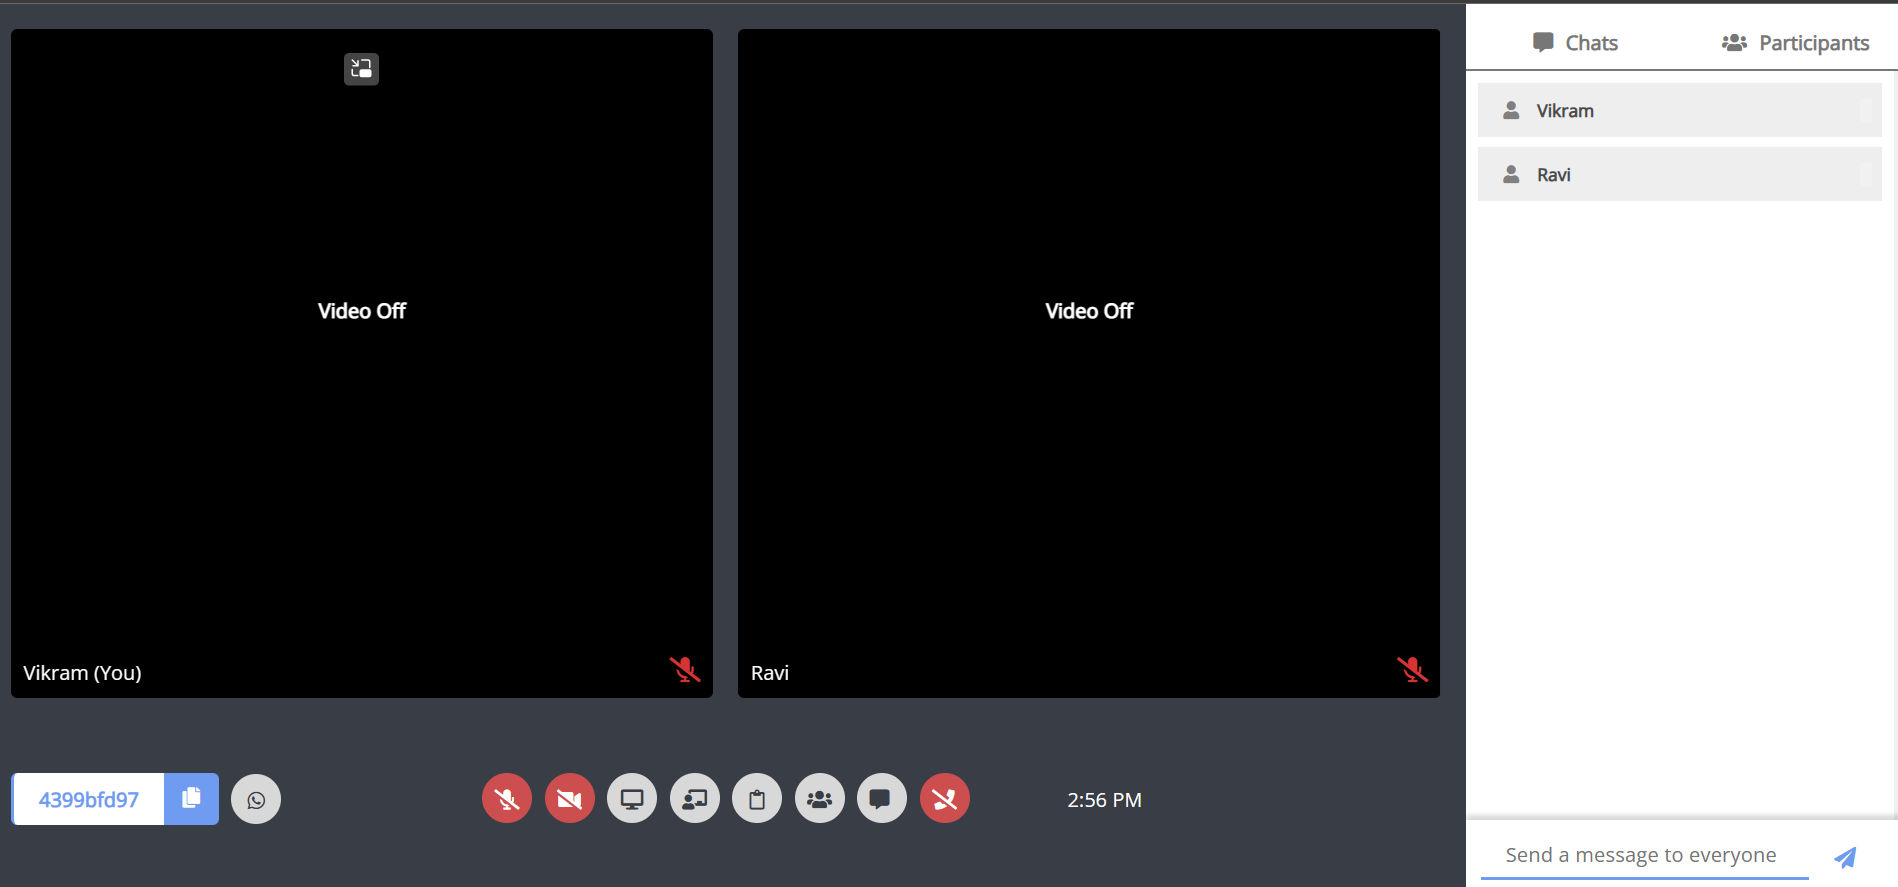 Video Off
Vikram (You)
Video Off
Ravi
4399bfd97
2:56 PM
Chats
Participants
Vikram
Ravi
Send a message to everyone